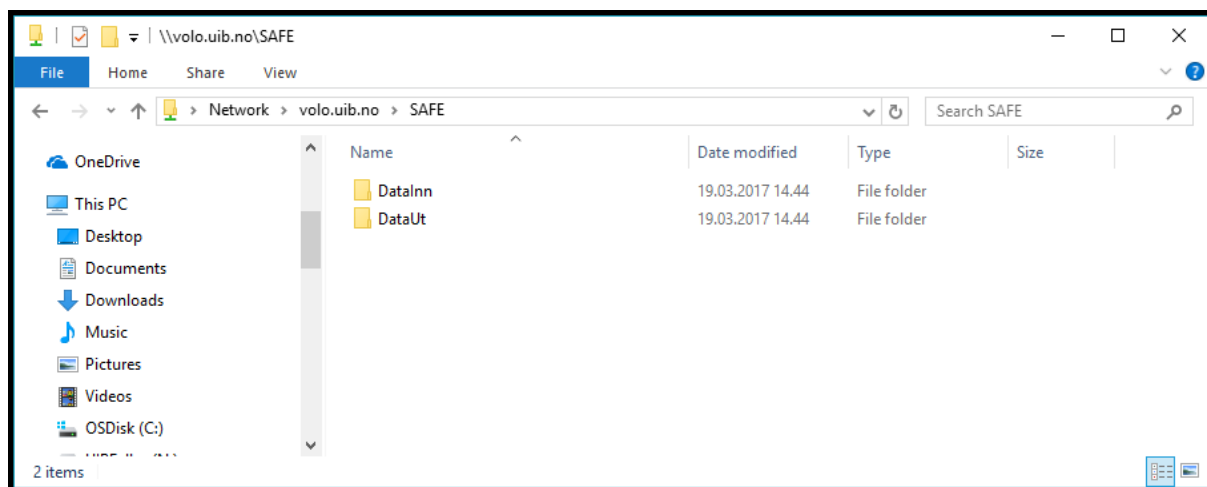 \\volo.uib.no\SAFE
File Home Share View
Network > volo.uib.no > SAFE Search SAFE
Name Date modified Type Size
DataInn 19.03.2017 14.44 File folder
DataUt 19.03.2017 14.44 File folder
OneDrive
This PC
Desktop
Documents
Downloads
Music
Pictures
Videos
OSDisk (C:)
2 items